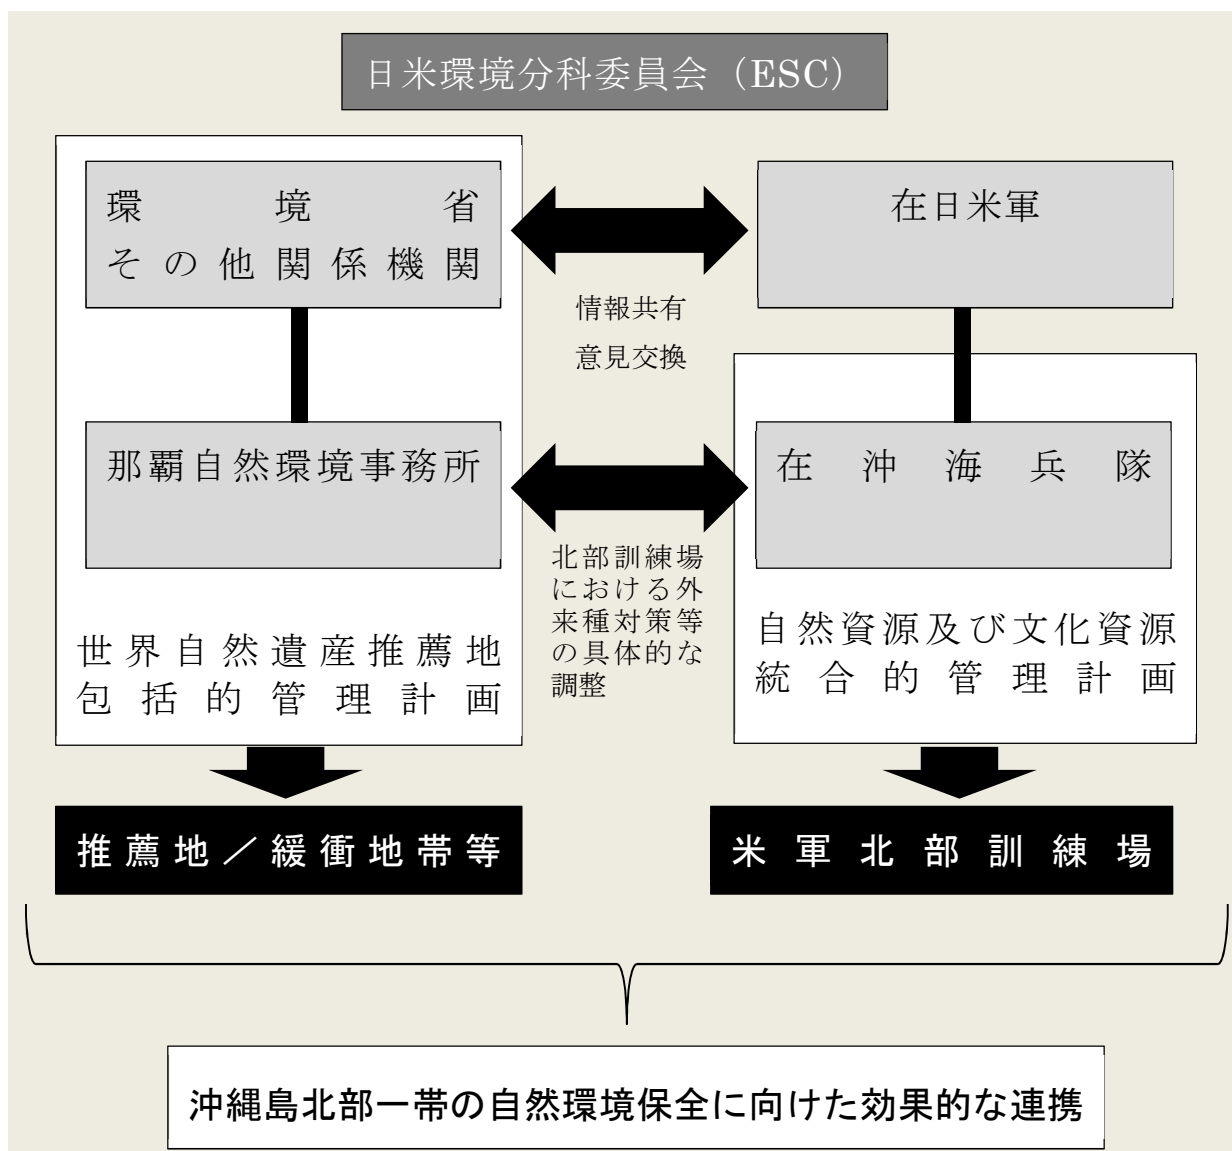 日米環境分科委員会（ESC）
環境省
その他関係機関
在日米軍
情報共有
意見交換
那覇自然環境事務所
在沖海兵隊
北部訓練場
における外
来種対策等
の具体的な
調整
世界自然遺産推薦地
包括的管理計画
自然資源及び文化資源
統合的管理計画
推薦地／緩衝地帯等
米軍北部訓練場
沖縄島北部一帯の自然環境保全に向けた効果的な連携